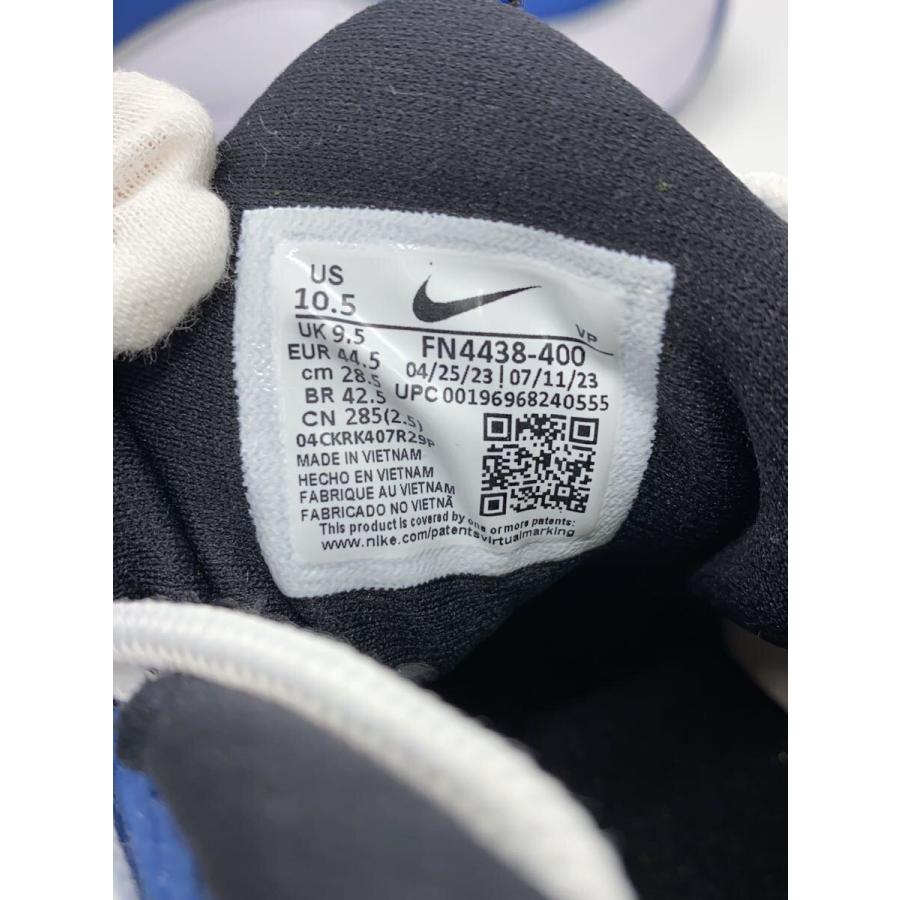 US
10.5
VP
UK 9.5
EUR 44.5
cm 28.5
BR 42.5
CN 285(2.5)
FN4438-400
04/25/23 | 07/11/23
UPC 00196968240555
04CKRK407R29P
MADE IN VIETNAM
HECHO EN VIETNAM
FABRIQUE AU VIETNAM
FABRICADO NO VIETNÃ
This product is covered by one or more patents:
www.nike.com/patentsvirtualmarking